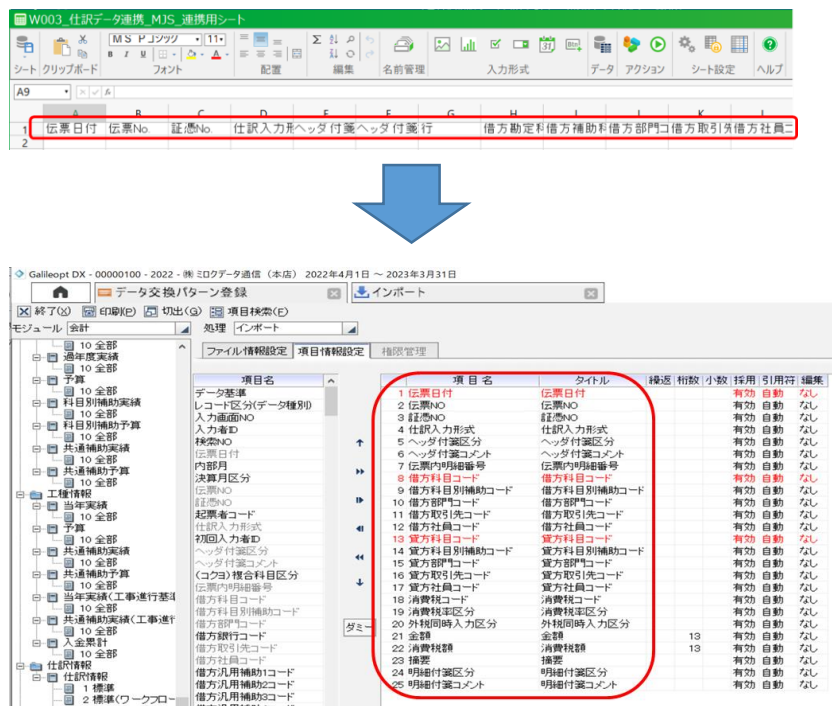 W003_仕訳データ連携_MJS_連携用シート
シート クリップボード フォント 配置 編集 名前管理 入力形式 データ アクション シート設定 ヘルプ
A9
A B C D E F G H I J K L
1 伝票日付 伝票No. 証憑No. 仕訳入力形 ヘッダ付箋 ヘッダ付箋 行 借方勘定科 借方補助科 借方部門コ 借方取引先 借方社員コ
2
Galileopt DX - 00000100 - 2022 - ㈱ ミロクデータ通信（本店） 2022年4月1日 ～ 2023年3月31日
データ交換パターン登録 インポート
終了(X) 印刷(P) 切出(G) 項目検索(F)
モジュール 会計 処理 インポート
ファイル情報設定 項目情報設定 権限管理
10 全部
過年度実績
10 全部
予算
10 全部
科目別補助実績
10 全部
科目別補助予算
10 全部
共通補助実績
10 全部
共通補助予算
10 全部
工種情報
当年実績
10 全部
予算
10 全部
共通補助実績
10 全部
共通補助予算
10 全部
当年実績(工事進行基準
10 全部
共通補助実績(工事進行
10 全部
入金累計
10 全部
仕訳情報
仕訳情報
1 標準
2 標準(ワークフロー
項目名
データ基準
レコード区分(データ種別)
入力画面NO
入力者ID
検索NO
伝票日付
内部月
決算月区分
伝票NO
証憑NO
起票者コード
仕訳入力形式
初回入力者ID
ヘッダ付箋区分
ヘッダ付箋コメント
(コクヨ)複合科目区分
伝票内明細番号
借方科目コード
借方科目別補助コード
借方部門コード
借方銀行コード
借方取引先コード
借方社員コード
借方汎用補助1コード
借方汎用補助2コード
借方汎用補助3コード
ダミー
項目名 タイトル 繰返 桁数 小数 採用 引用符 編集
1 伝票日付 伝票日付 有効 自動 なし
2 伝票NO 伝票NO 有効 自動 なし
3 証憑NO 証憑NO 有効 自動 なし
4 仕訳入力形式 仕訳入力形式 有効 自動 なし
5 ヘッダ付箋区分 ヘッダ付箋区分 有効 自動 なし
6 ヘッダ付箋コメント ヘッダ付箋コメント 有効 自動 なし
7 伝票内明細番号 伝票内明細番号 有効 自動 なし
8 借方科目コード 借方科目コード 有効 自動 なし
9 借方科目別補助コード 借方科目別補助コード 有効 自動 なし
10 借方部門コード 借方部門コード 有効 自動 なし
11 借方取引先コード 借方取引先コード 有効 自動 なし
12 借方社員コード 借方社員コード 有効 自動 なし
13 貸方科目コード 貸方科目コード 有効 自動 なし
14 貸方科目別補助コード 貸方科目別補助コード 有効 自動 なし
15 貸方部門コード 貸方部門コード 有効 自動 なし
16 貸方取引先コード 貸方取引先コード 有効 自動 なし
17 貸方社員コード 貸方社員コード 有効 自動 なし
18 消費税コード 消費税コード 有効 自動 なし
19 消費税率区分 消費税率区分 有効 自動 なし
20 外税同時入力区分 外税同時入力区分 有効 自動 なし
21 金額 金額 13 有効 自動 なし
22 消費税額 消費税額 13 有効 自動 なし
23 摘要 摘要 有効 自動 なし
24 明細付箋区分 明細付箋区分 有効 自動 なし
25 明細付箋コメント 明細付箋コメント 有効 自動 なし